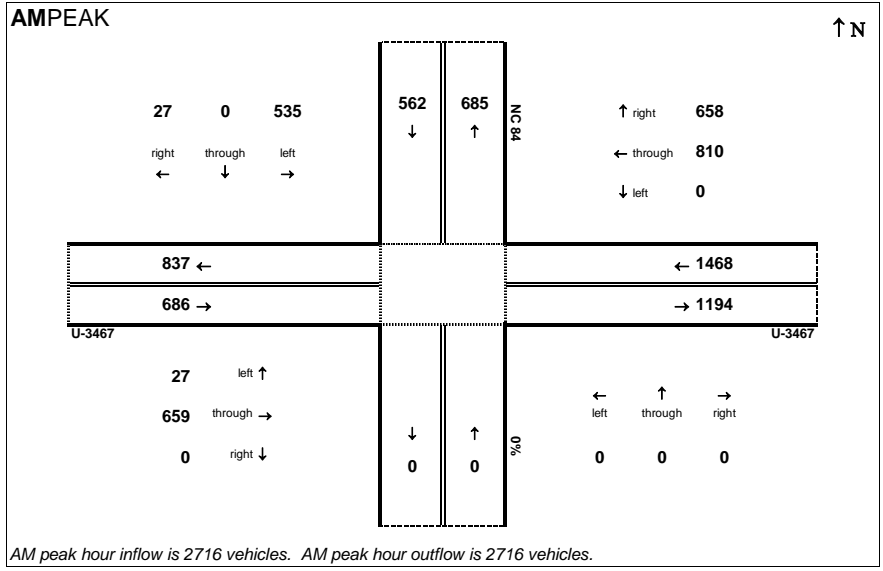 AM PEAK
↑ N
562 685
NC 84
27 0 535
right through left
← ↓ →
↓ ↑
↑ right 658
← through 810
↓ left 0
837 ←
← 1468
686 →
→ 1194
U-3467
U-3467
27 left ↑
659 through →
0 right ↓
↓ ↑
0 0
0%
← ↑ →
left through right
0 0 0
AM peak hour inflow is 2716 vehicles. AM peak hour outflow is 2716 vehicles.